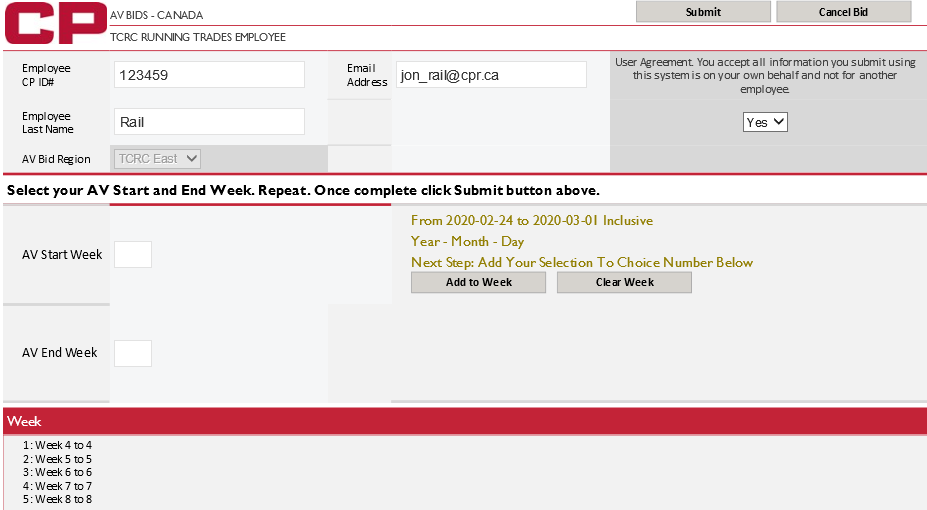 CP
AV BIDS - CANADA
Submit
Cancel Bid
TCRC RUNNING TRADES EMPLOYEE
Employee
CP ID#
123459
Email
Address
jon_rail@cpr.ca
User Agreement. You accept all information you submit using
this system is on your own behalf and not for another
employee.
Employee
Last Name
Rail
Yes
AV Bid Region
TCRC East
Select your AV Start and End Week. Repeat. Once complete click Submit button above.
AV Start Week
From 2020-02-24 to 2020-03-01 Inclusive
Year - Month - Day
Next Step: Add Your Selection To Choice Number Below
Add to Week
Clear Week
AV End Week
Week
1: Week 4 to 4
2: Week 5 to 5
3: Week 6 to 6
4: Week 7 to 7
5: Week 8 to 8